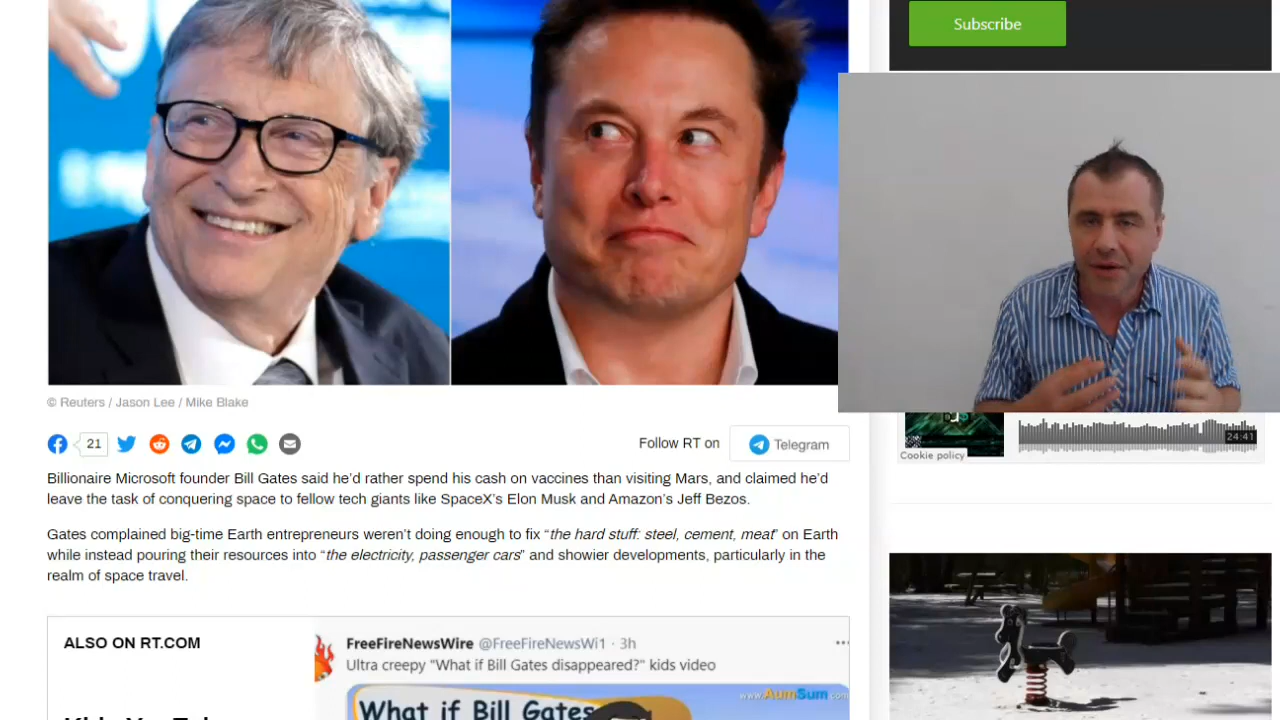 Subscribe
© Reuters / Jason Lee / Mike Blake
21
Follow RT on
Telegram
24:41
Cookie policy
Billionaire Microsoft founder Bill Gates said he’d rather spend his cash on vaccines than visiting Mars, and claimed he’d
leave the task of conquering space to fellow tech giants like SpaceX’s Elon Musk and Amazon’s Jeff Bezos.
Gates complained big-time Earth entrepreneurs weren’t doing enough to fix “the hard stuff: steel, cement, meat” on Earth
while instead pouring their resources into “the electricity, passenger cars” and showier developments, particularly in the
realm of space travel.
ALSO ON RT.COM
FreeFireNewsWire @FreeFireNewsWi1 · 3h
Ultra creepy "What if Bill Gates disappeared?" kids video
www.AumSum.com
What if Bill Gates